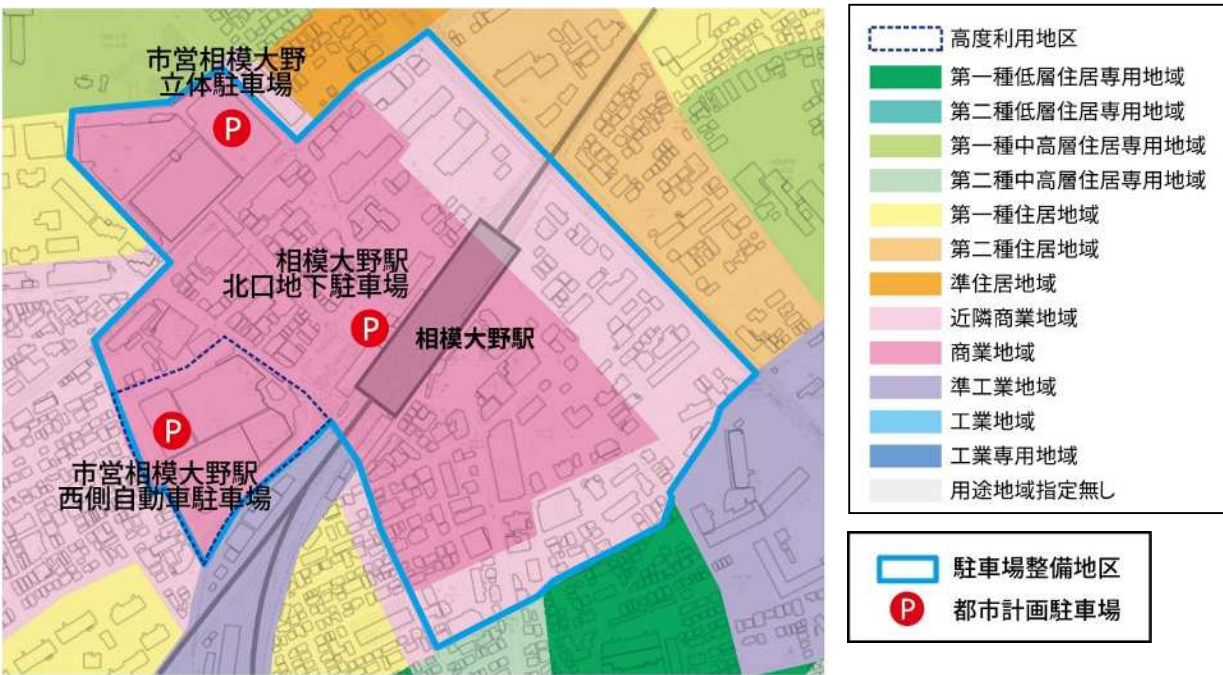 市営相模大野
立体駐車場
P
相模大野駅
北口地下駐車場
P
相模大野駅
P
市営相模大野駅
西側自動車駐車場
高度利用地区
第一種低層住居専用地域
第二種低層住居専用地域
第一種中高層住居専用地域
第二種中高層住居専用地域
第一種住居地域
第二種住居地域
準住居地域
近隣商業地域
商業地域
準工業地域
工業地域
工業専用地域
用途地域指定無し
駐車場整備地区
P 都市計画駐車場